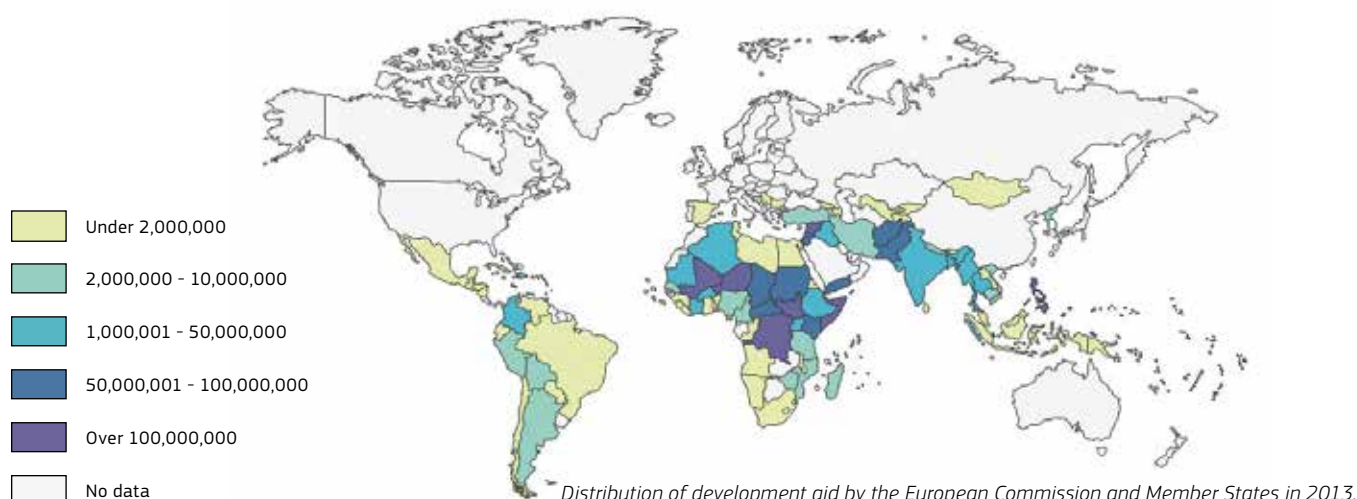 Under 2,000,000
2,000,000 - 10,000,000
1,000,001 - 50,000,000
50,000,001 - 100,000,000
Over 100,000,000
No data
Distribution of development aid by the European Commission and Member States in 2013